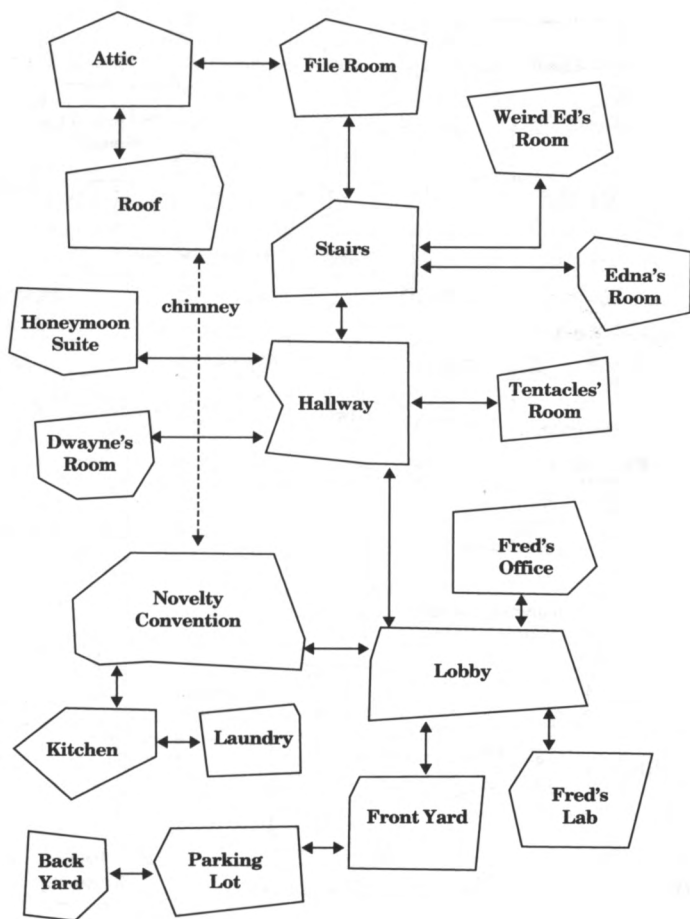 Attic
File Room
Weird Ed's
Room
Roof
Stairs
Edna's
Room
chimney
Honeymoon
Suite
Hallway
Tentacles'
Room
Dwayne's
Room
Fred's
Office
Novelty
Convention
Lobby
Kitchen
Laundry
Front Yard
Fred's
Lab
Back
Yard
Parking
Lot